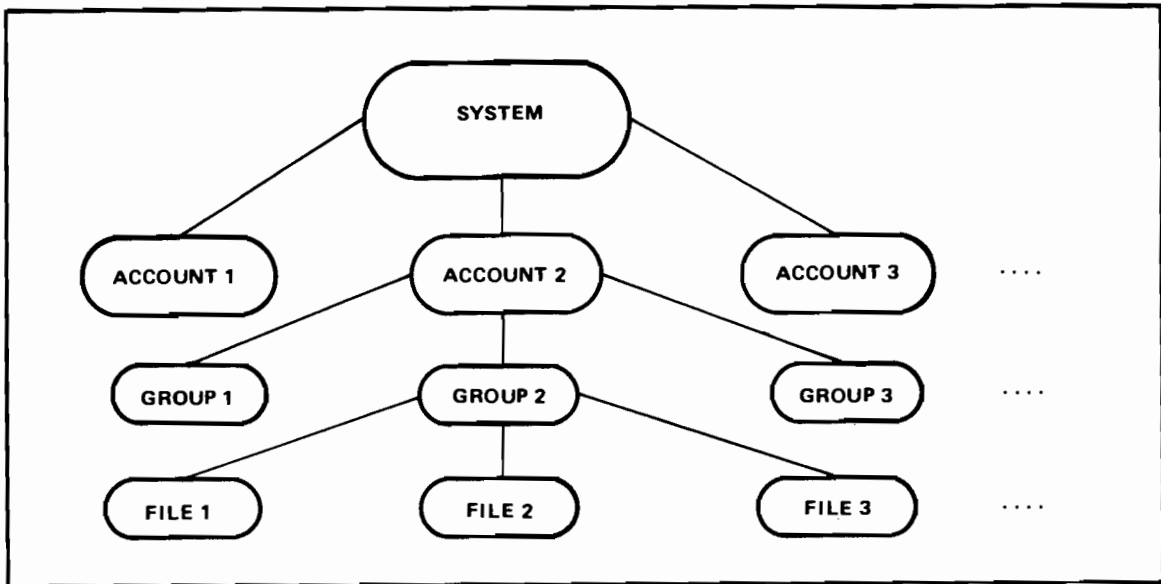 SYSTEM
ACCOUNT 1 ACCOUNT 2 ACCOUNT 3 ....
GROUP 1 GROUP 2 GROUP 3 ....
FILE 1 FILE 2 FILE 3 ....